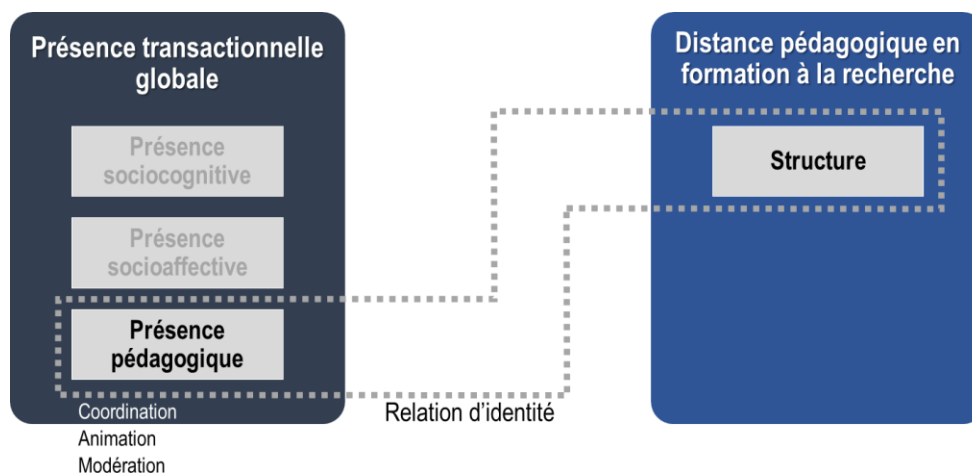 Présence transactionnelle
globale
Présence
sociocognitive
Présence
socioaffective
Présence
pédagogique
Coordination
Animation
Modération
Relation d'identité
Distance pédagogique en
formation à la recherche
Structure